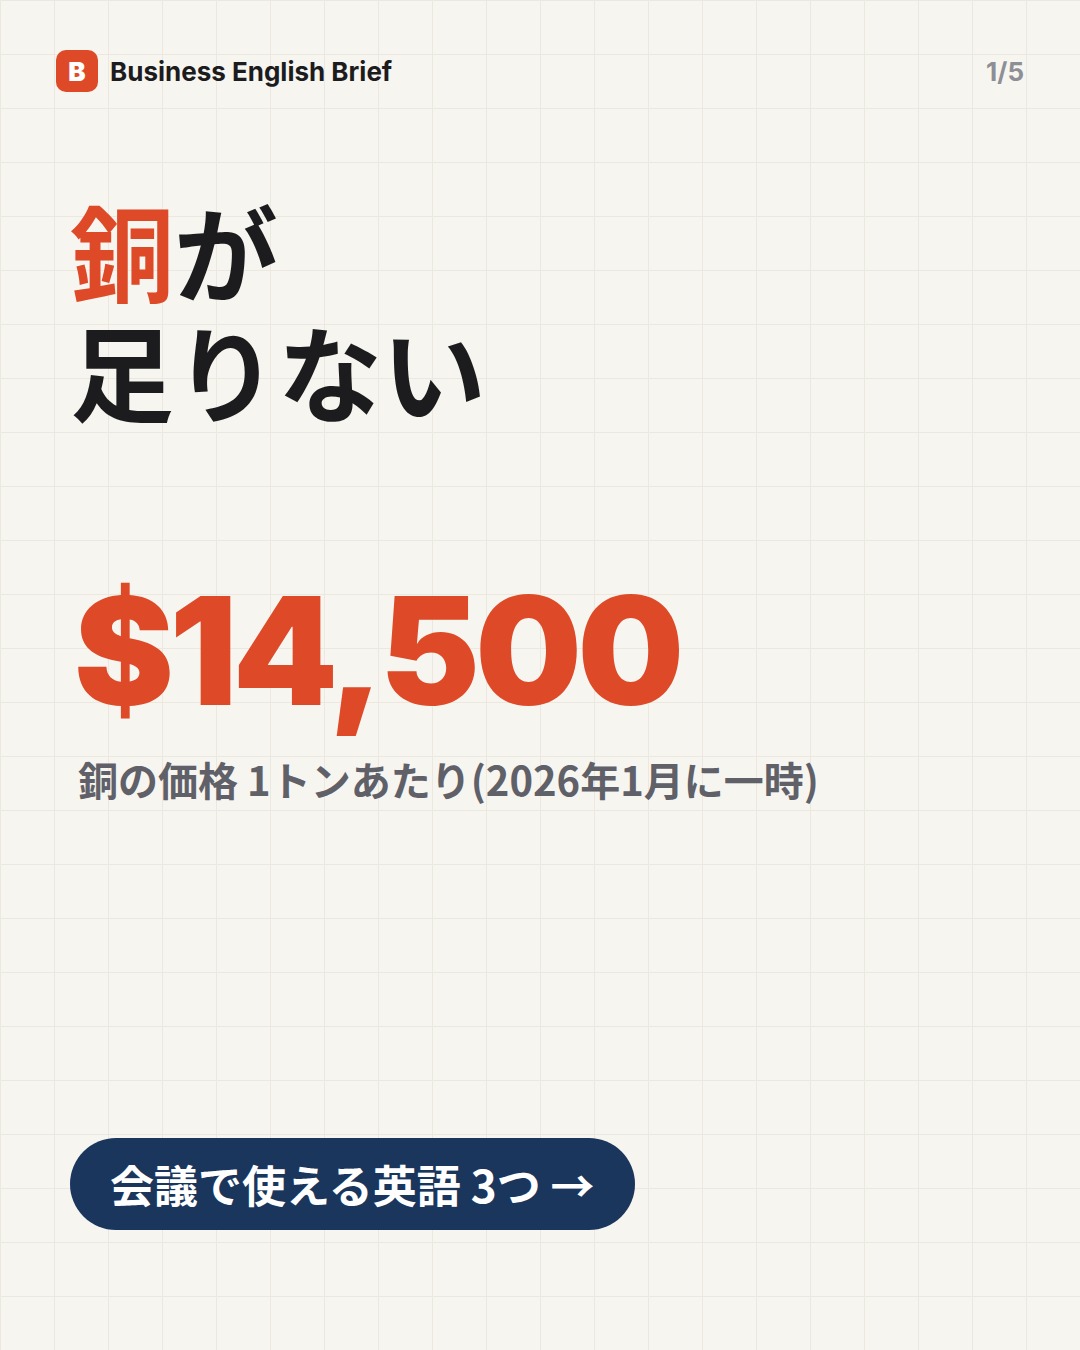 B Business English Brief
1/5
銅が
足りない
$14,500
銅の価格 1トンあたり(2026年1月に一時)
会議で使える英語 3つ →